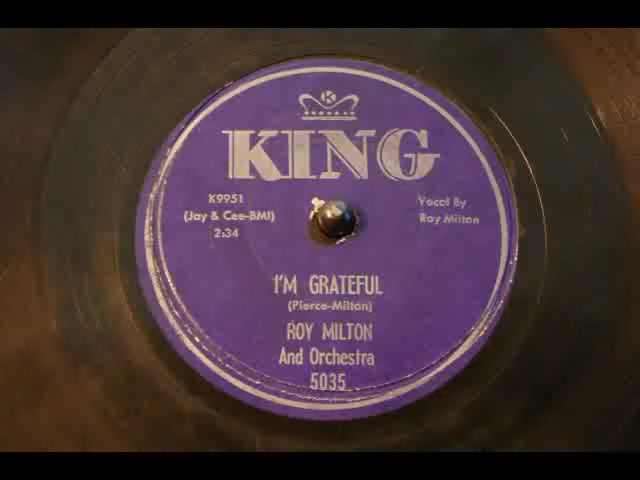 K
KING
K9951
(Jay & Cee-BMI)
2:34
Vocal By
Roy Milton
I'M GRATEFUL
(Pierce-Milton)
ROY MILTON
And Orchestra
5035